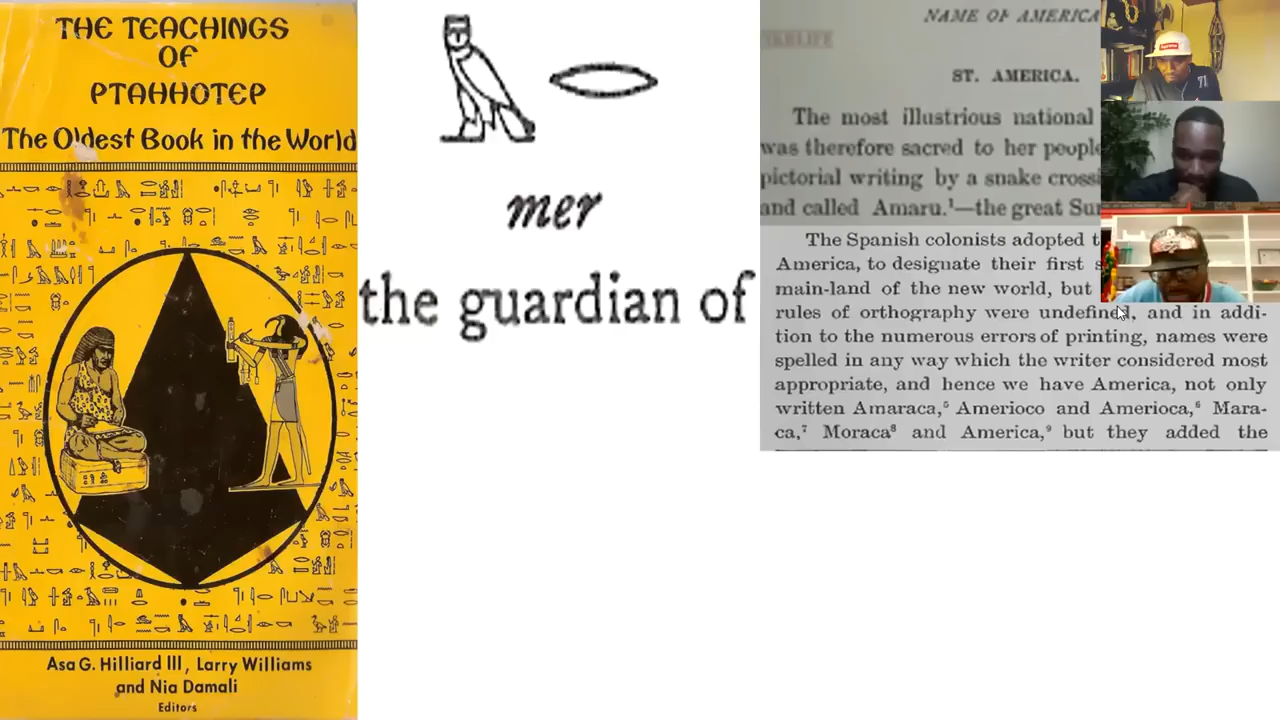 THE TEACHINGS
OF
PTAHHOTEP
The Oldest Book in the World
Asa G. Hilliard III, Larry Williams
and Nia Damali
Editors
mer
the guardian of
NAME OF AMERICA
ST. AMERICA.
The most illustrious national
was therefore sacred to her people
pictorial writing by a snake
and called Amaru.¹—the great
The Spanish colonists adopted
America, to designate their first
main-land of the new world, but
rules of orthography were undefined, and in addi-
tion to the numerous errors of printing, names were
spelled in any way which the writer considered most
appropriate, and hence we have America, not only
written Amaraca,⁵ Amerioco and Amerioca,⁶ Mara-
ca,⁷ Moraca⁸ and America,⁹ but they added the